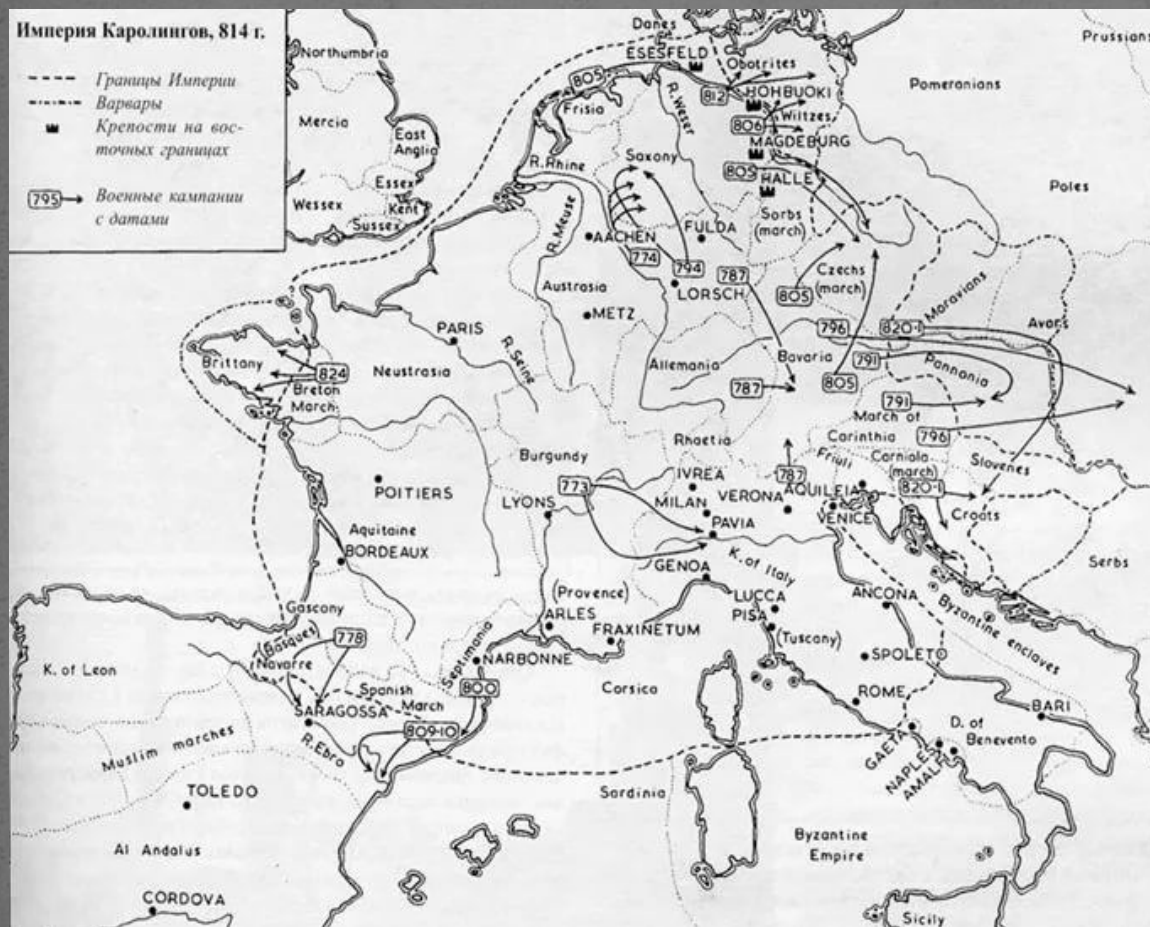 Империя Каролингов, 814 г.
Границы Империи
Варвары
Крепости на вос-
точных границах
795
Военные кампании
с датами
Northumbria
Mercia
East
Anglia
Essex
Wessex
Kent
Sussex
Danes
ESESFELD
Obotrites
805
812
HOHBUOKI
Frisia
R. Weser
806
Wiltzes
MAGDEBURG
Prussians
Pomeranians
R. Rhine
Saxony
805
HALLE
Poles
Sorbs
(march)
R. Meuse
AACHEN
FULDA
774
794
787
LORSCH
Czechs
(march)
805
Austrasia
METZ
Moravians
Avars
796
820-1
PARIS
R. Seine
Allemania
Bavaria
791
Pannonia
Brittany
824
Neustrasia
Breton
March
787
805
791
March of
Carinthia
796
Rhaetia
Burgundy
Friuli
Carniola
(march)
Slovenes
787
820-1
773
IVREA
POITIERS
LYONS
MILAN
VERONA
AQUILEIA
PAVIA
VENICE
Croats
Aquitaine
BORDEAUX
K. of Italy
GENOA
Serbs
(Provence)
LUCCA
ANCONA
Byzantine enclaves
Gascony
ARLES
FRAXINETUM
PISA
(Tuscany)
(Basques)
778
Septimania
NARBONNE
SPOLETO
K. of Leon
Navarre
Spanish
March
800
Corsica
ROME
SARAGOSSA
809-10
BARI
Muslim marches
R. Ebro
GAETA
D. of
Benevento
NAPLES
AMALFI
TOLEDO
Sardinia
Al Andalus
Byzantine
Empire
CORDOVA
Sicily